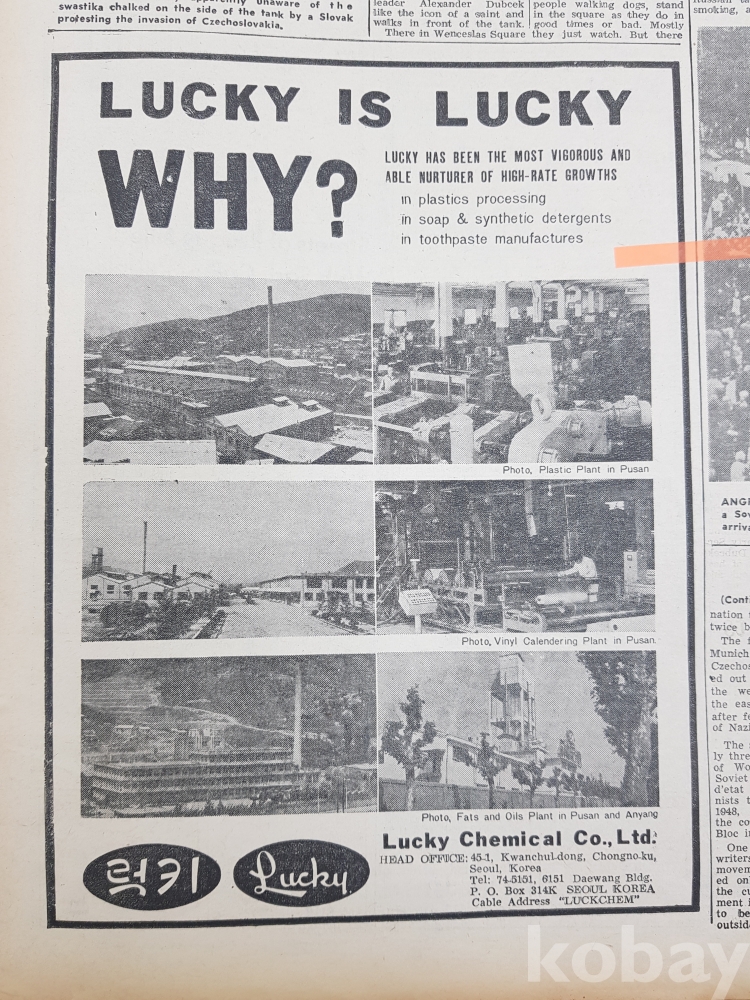 swastika chalked on the side of the tank by a Slovak
protesting the invasion of Czechoslovakia.
leader Alexander Dubcek
like the icon of a saint and
walks in front of the tank.
There in Wenceslas Square
people walking dogs, stand
in the square as they do in
good times or bad. Mostly
they just watch. But there
smoking,
LUCKY IS LUCKY
WHY?
LUCKY HAS BEEN THE MOST VIGOROUS AND
ABLE NURTURER OF HIGH-RATE GROWTHS
in plastics processing
in soap & synthetic detergents
in toothpaste manufactures
Photo, Plastic Plant in Pusan
Photo, Vinyl Calendering Plant in Pusan.
Photo, Fats and Oils Plant in Pusan and Anyang
럭키
Lucky
Lucky Chemical Co., Ltd.
HEAD OFFICE: 45-1, Kwanchul-dong, Chongno-ku,
Seoul, Korea
Tel: 74-5151, 6151 Daewang Bldg.
P. O. Box 314K SEOUL KOREA
Cable Address "LUCKCHEM"
ANG
a Sov
arriv
(Cont
nation
twice b
The
Munich
Czechos
ed out
the we
the eas
after fe
of Nazi
The
ly thre
of Wo
Soviet
d'etat
nists t
1948,
the co
Bloc i
One
writers
movem
ed on
the cu
ment i
to be
outsid
kobay